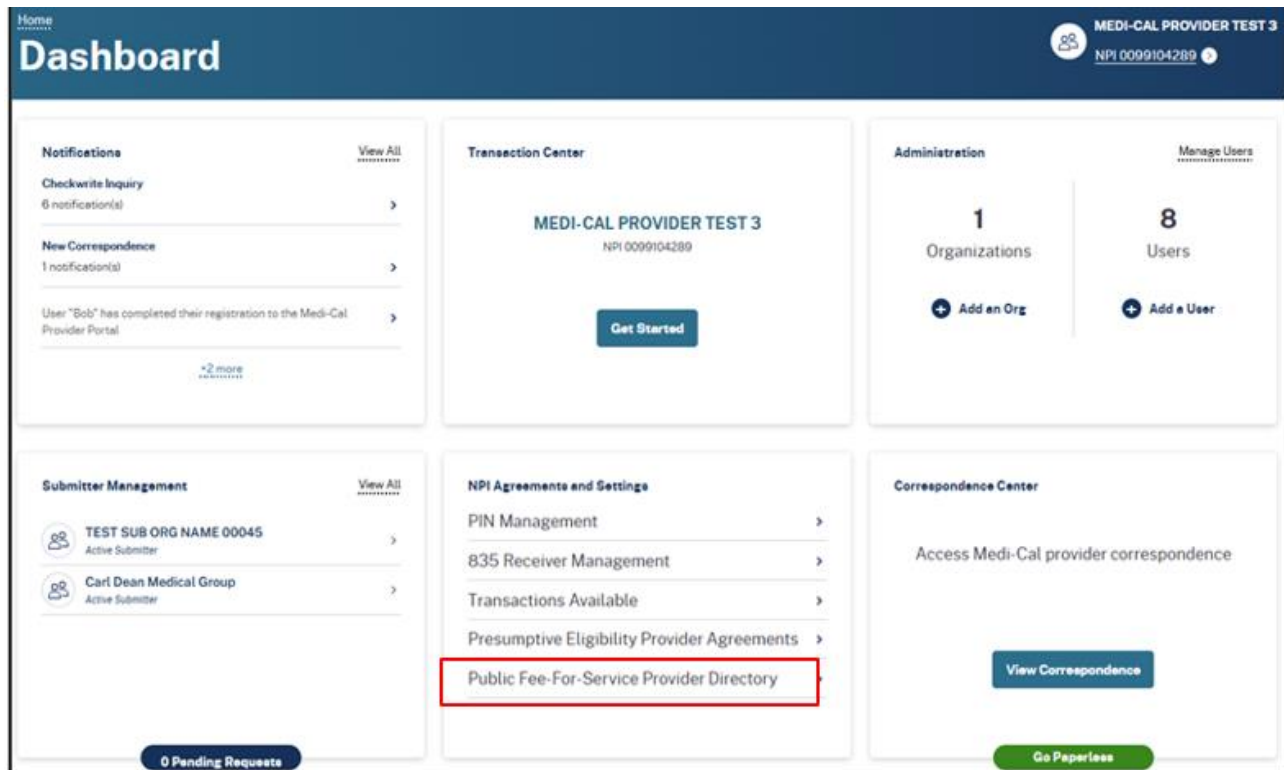 Home
Dashboard
MEDI-CAL PROVIDER TEST 3
NPI 0099104289
Notifications
View All
Checkwrite Inquiry
6 notification(s)
New Correspondence
1 notification(s)
User "Bob" has completed their registration to the Medi-Cal
Provider Portal
+2 more
Transaction Center
MEDI-CAL PROVIDER TEST 3
NPI 0099104289
Get Started
Administration
Manage Users
1
Organizations
Add an Org
8
Users
Add a User
Submitter Management
View All
TEST SUB ORG NAME 00045
Active Submitter
Carl Dean Medical Group
Active Submitter
0 Pending Requests
NPI Agreements and Settings
PIN Management
835 Receiver Management
Transactions Available
Presumptive Eligibility Provider Agreements
Public Fee-For-Service Provider Directory
Correspondence Center
Access Medi-Cal provider correspondence
View Correspondence
Go Paperless